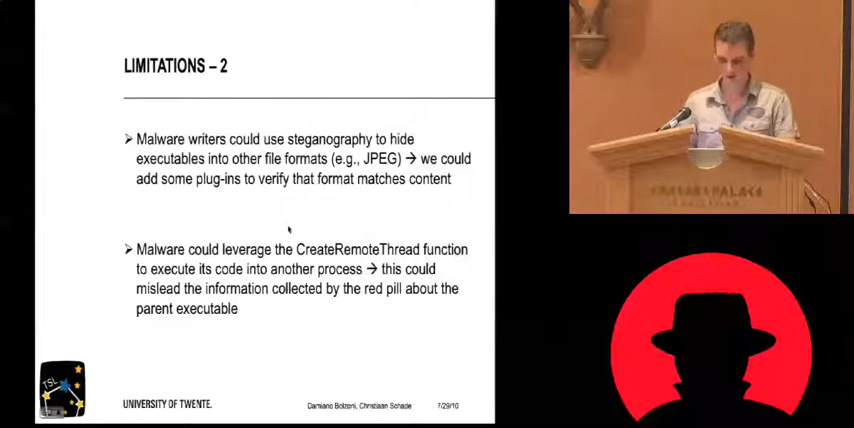 LIMITATIONS – 2
➢ Malware writers could use steganography to hide
executables into other file formats (e.g., JPEG) → we could
add some plug-ins to verify that format matches content
➢ Malware could leverage the CreateRemoteThread function
to execute its code into another process → this could
mislead the information collected by the red pill about the
parent executable
TSL
UNIVERSITY OF TWENTE.
Damiano Bolzoni, Christiaan Schade
7/29/10
CAESARS PALACE